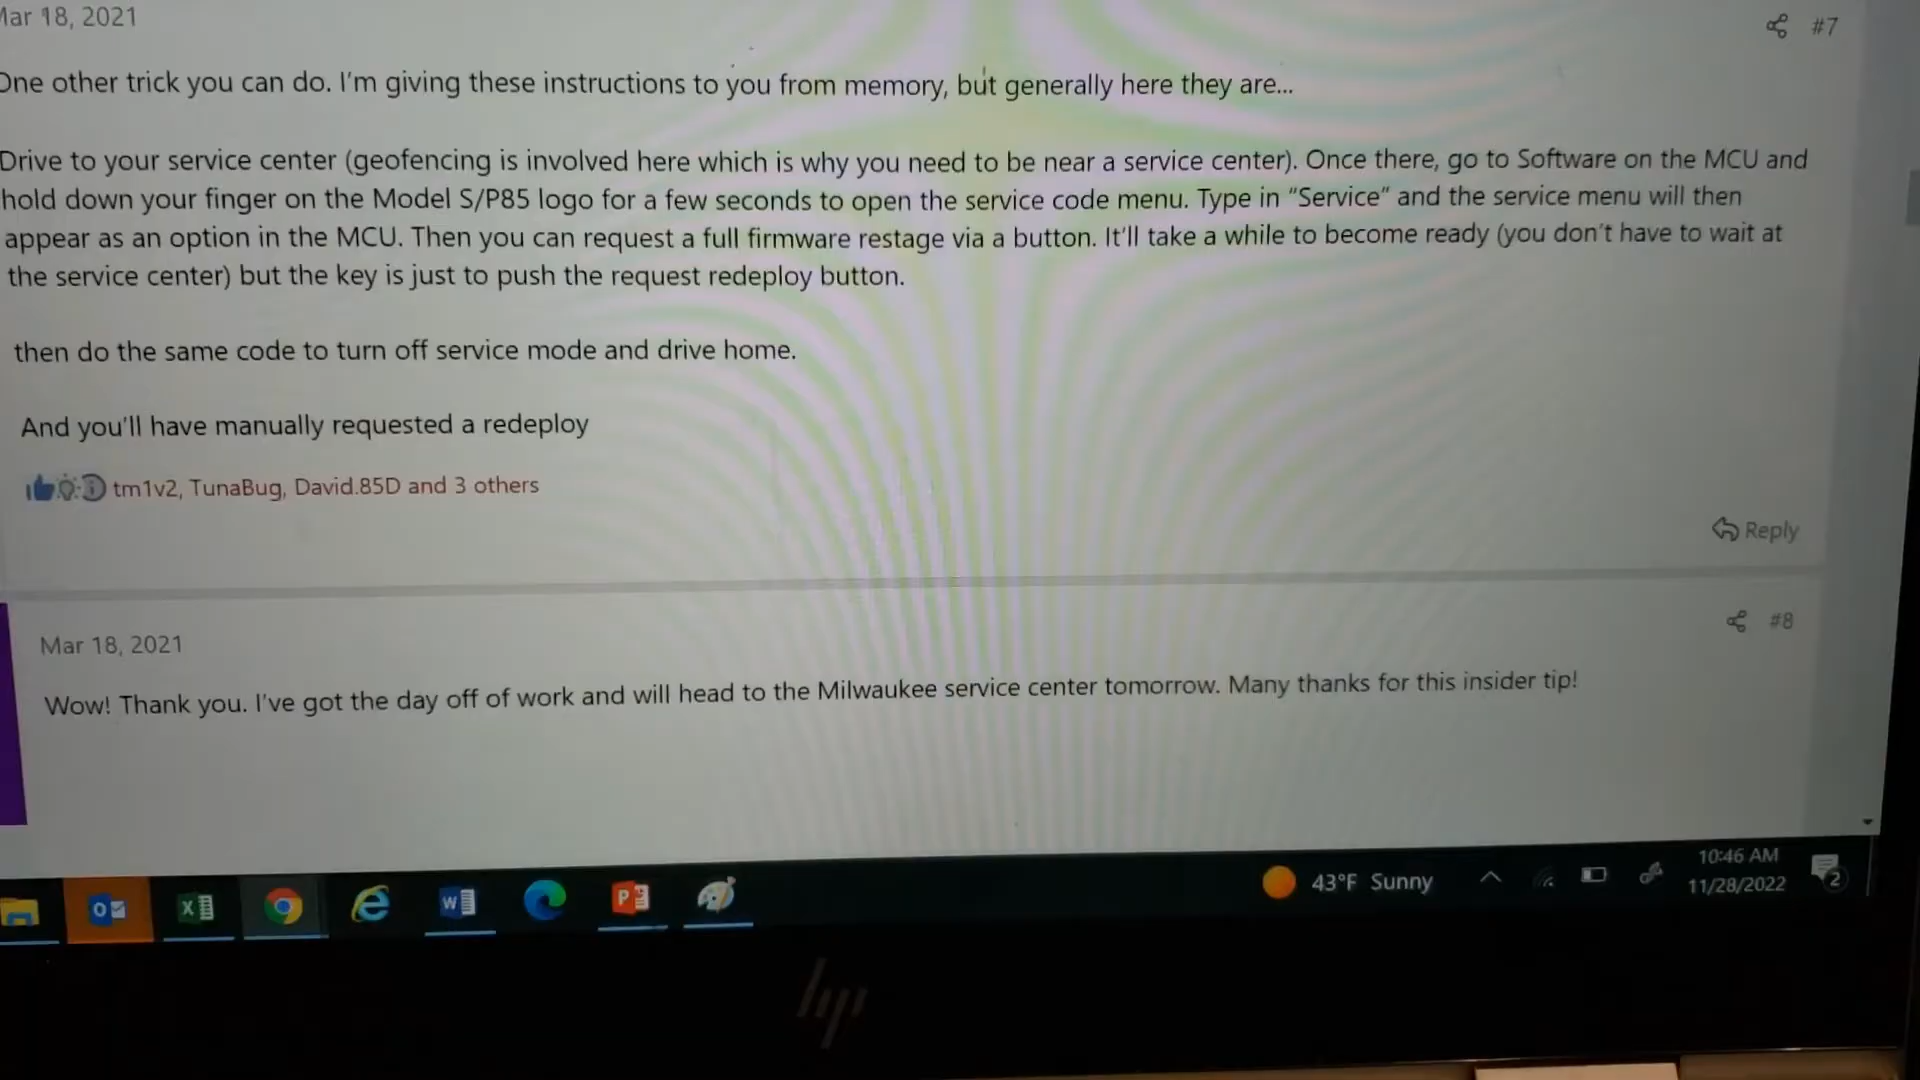 Mar 18, 2021
#7
One other trick you can do. I'm giving these instructions to you from memory, but generally here they are...
Drive to your service center (geofencing is involved here which is why you need to be near a service center). Once there, go to Software on the MCU and
hold down your finger on the Model S/P85 logo for a few seconds to open the service code menu. Type in “Service” and the service menu will then
appear as an option in the MCU. Then you can request a full firmware restage via a button. It'll take a while to become ready (you don't have to wait at
the service center) but the key is just to push the request redeploy button.
then do the same code to turn off service mode and drive home.
And you'll have manually requested a redeploy
tm1v2, TunaBug, David.85D and 3 others
Reply
Mar 18, 2021
#8
Wow! Thank you. I've got the day off of work and will head to the Milwaukee service center tomorrow. Many thanks for this insider tip!
43°F Sunny
10:46 AM
11/28/2022
2
hp